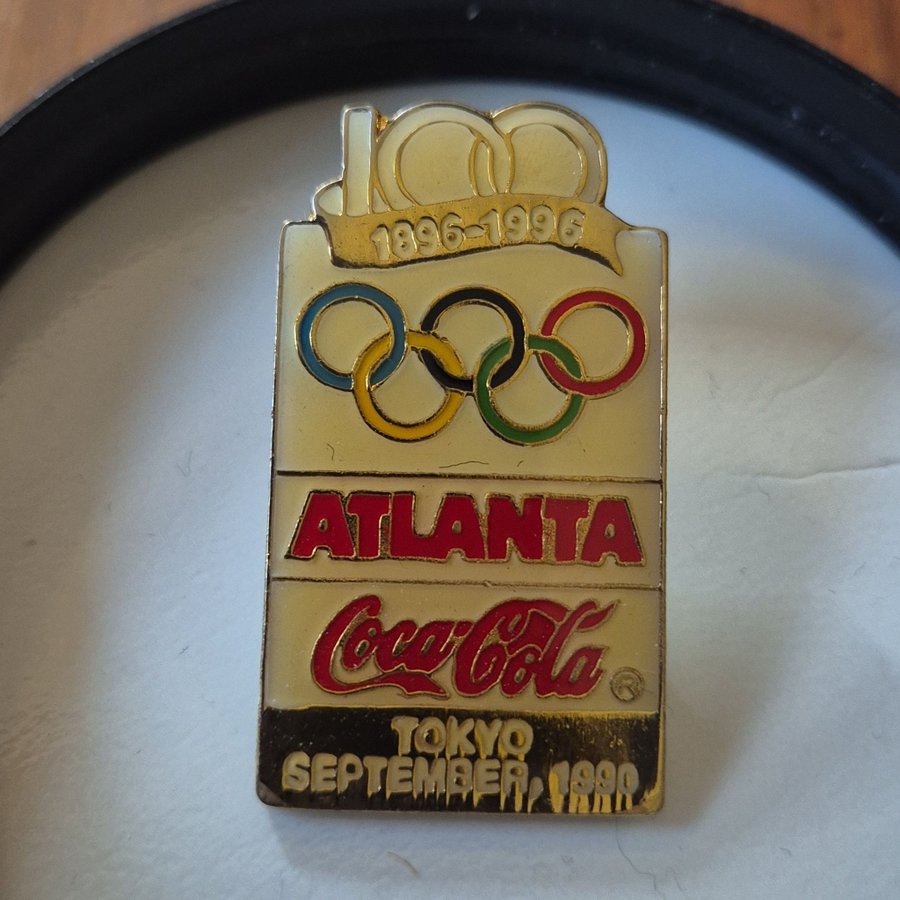 100
1896-1996
ATLANTA
Coca-Cola ®
TOKYO
SEPTEMBER, 1990